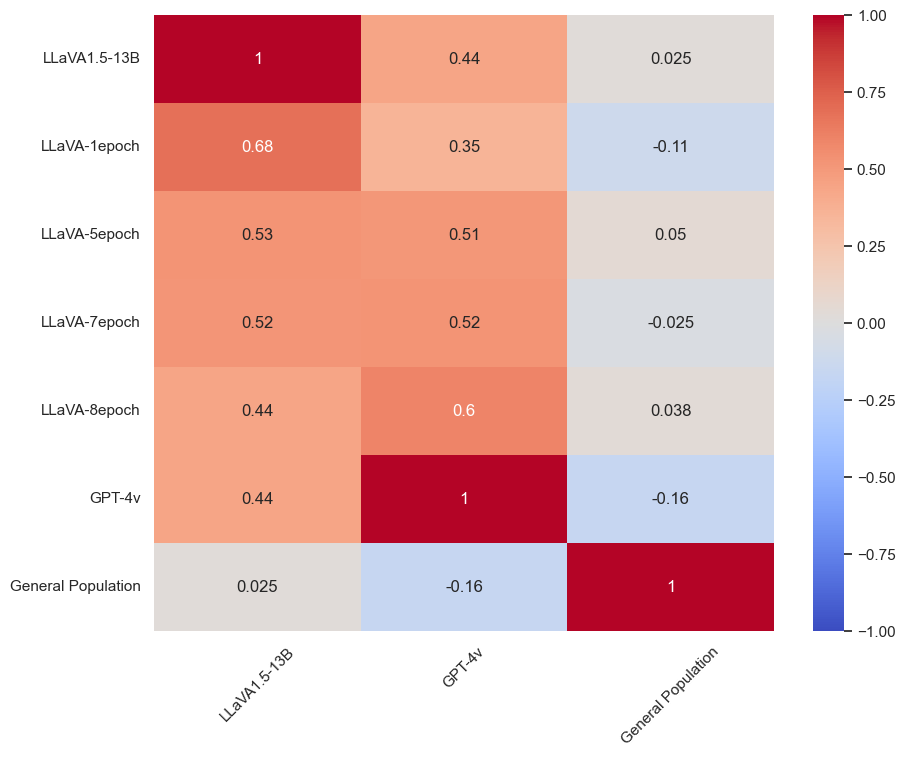 LLaVA1.5-13B 1 0.44 0.025
LLaVA-1epoch 0.68 0.35 -0.11
LLaVA-5epoch 0.53 0.51 0.05
LLaVA-7epoch 0.52 0.52 -0.025
LLaVA-8epoch 0.44 0.6 0.038
GPT-4v 0.44 1 -0.16
General Population 0.025 -0.16 1
LLaVA1.5-13B GPT-4v General Population
1.00
0.75
0.50
0.25
0.00
−0.25
−0.50
−0.75
−1.00